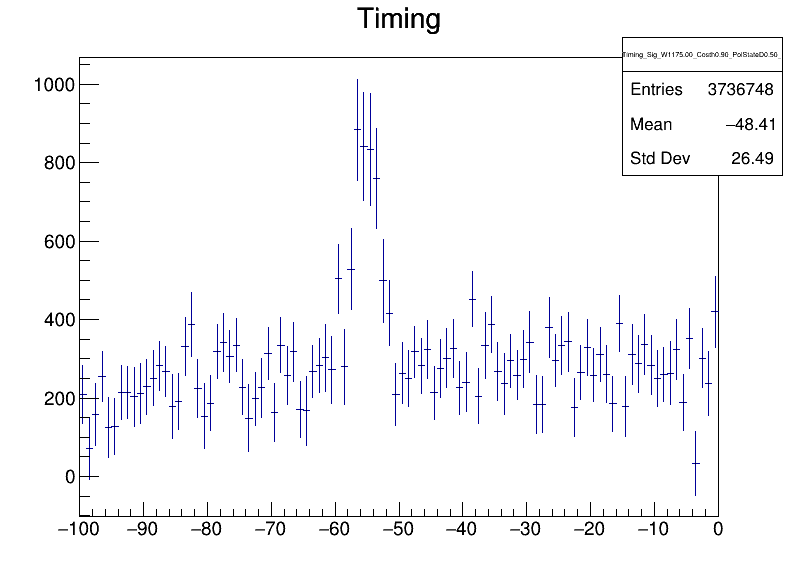 Timing
Timing_Sig_W1175.00_Costh0.90_PolStateD0.50_
Entries 3736748
Mean −48.41
Std Dev 26.49
1000
800
600
400
200
0
−100 −90 −80 −70 −60 −50 −40 −30 −20 −10 0